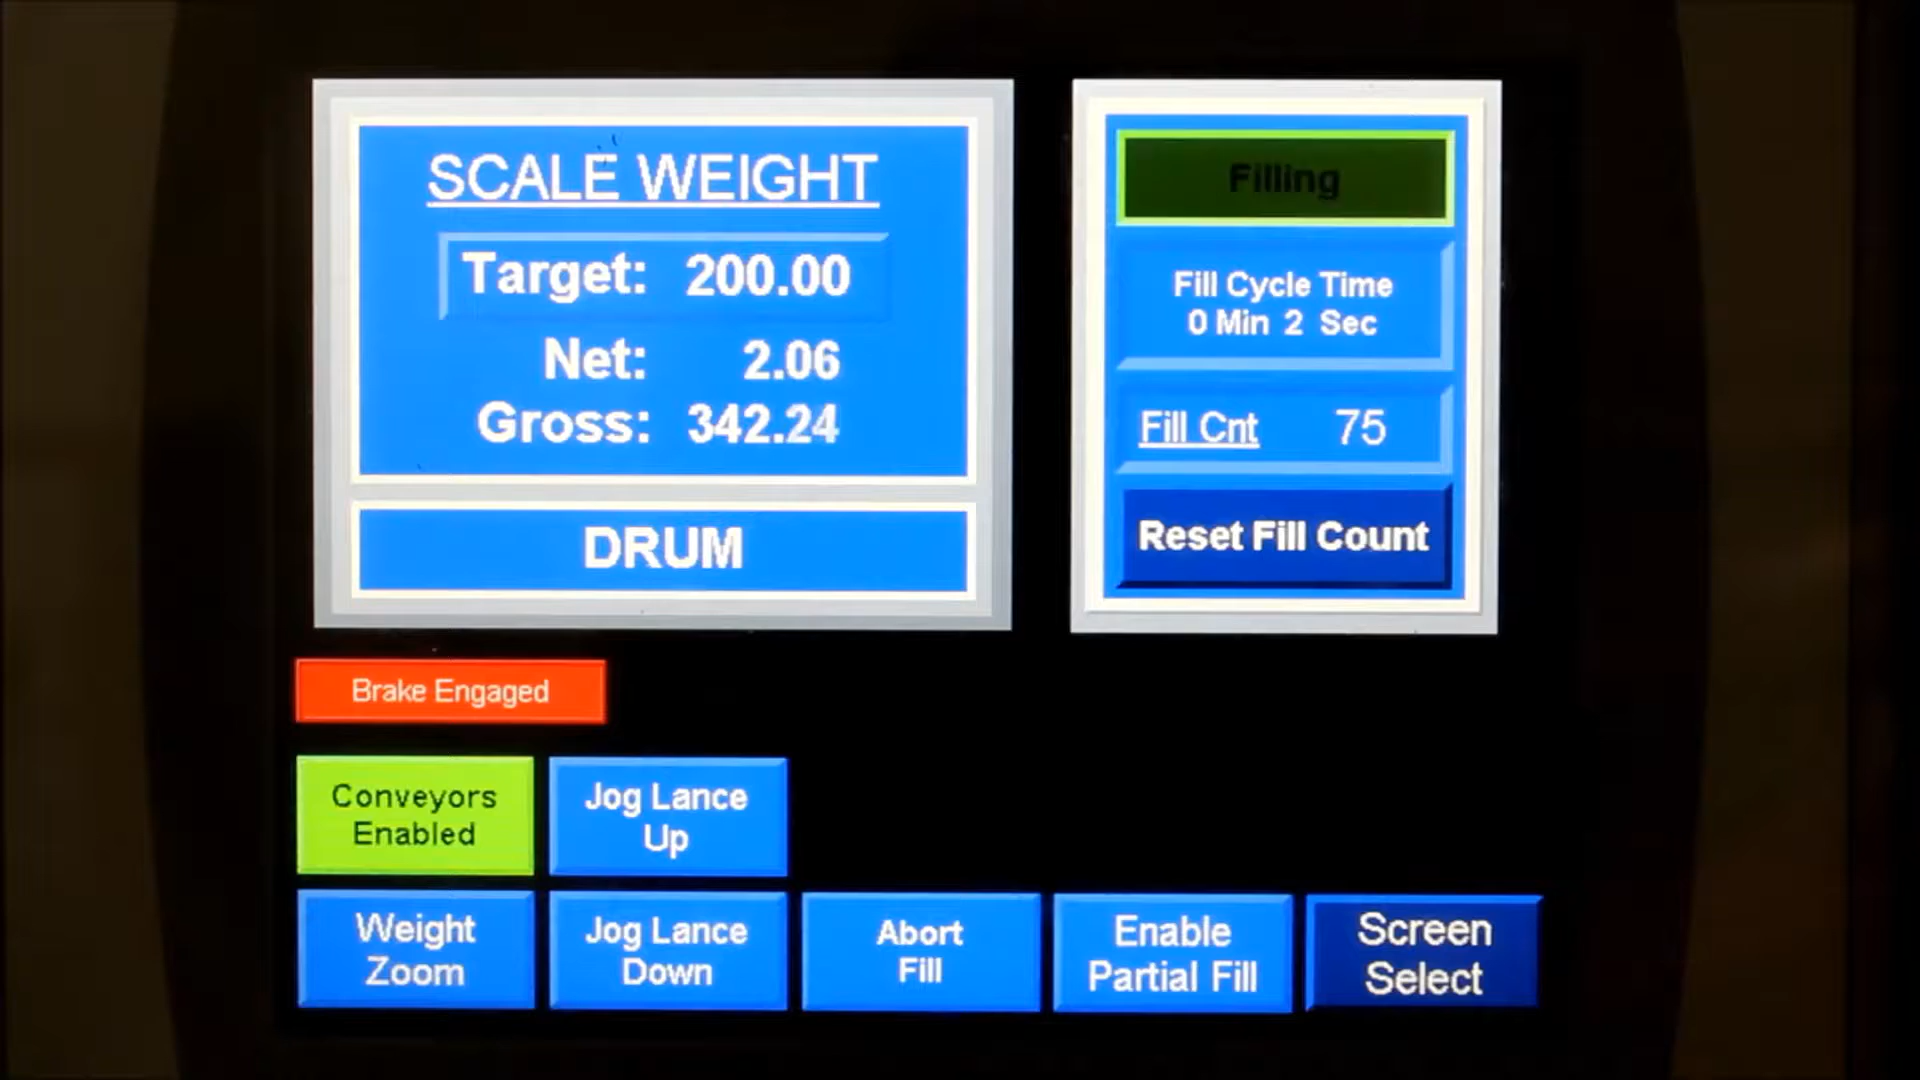 SCALE WEIGHT
Target: 200.00
Net: 2.06
Gross: 342.24
DRUM
Filling
Fill Cycle Time
0 Min 2 Sec
Fill Cnt 75
Reset Fill Count
Brake Engaged
Conveyors
Enabled
Jog Lance
Up
Weight
Zoom
Jog Lance
Down
Abort
Fill
Enable
Partial Fill
Screen
Select